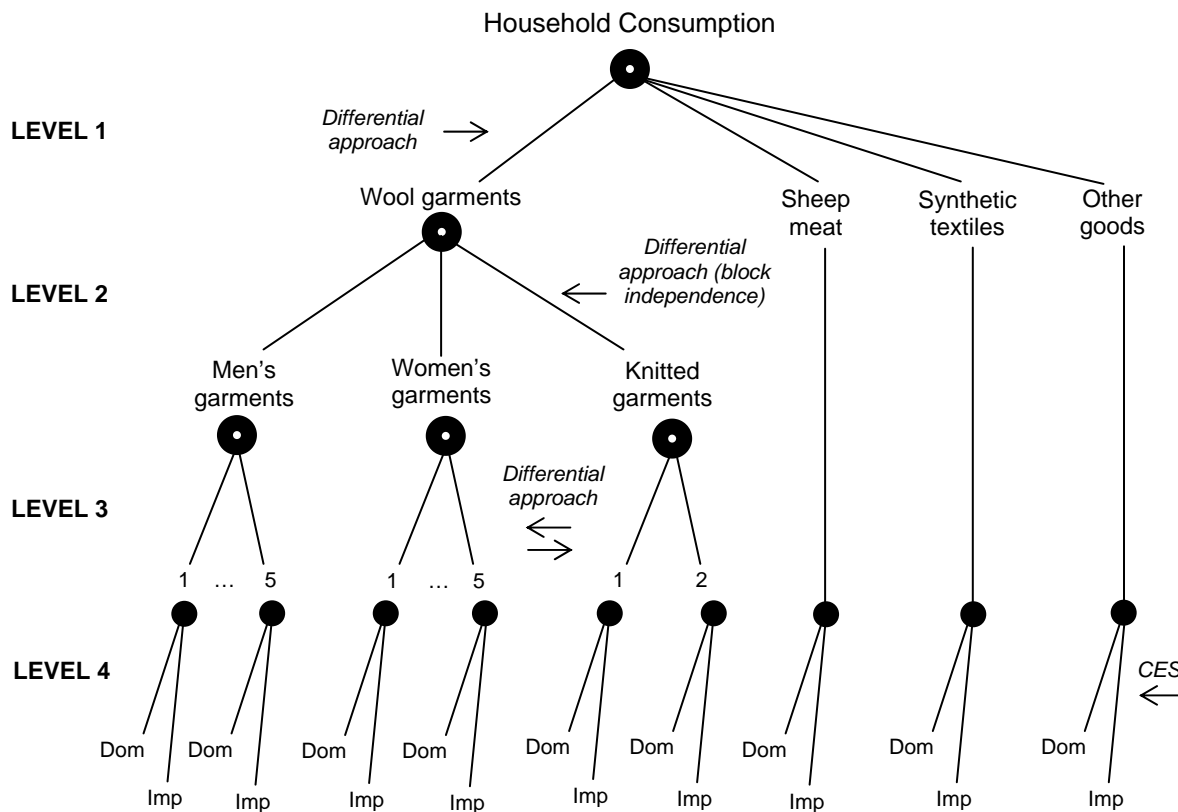 Household Consumption
LEVEL 1
Differential
approach
Wool garments
Sheep
meat
Synthetic
textiles
Other
goods
LEVEL 2
Differential
approach (block
independence)
Men's
garments
Women's
garments
Knitted
garments
LEVEL 3
Differential
approach
1 … 5
1 … 5
1 2
LEVEL 4
CES
Dom Dom Dom Dom Dom Dom Dom Dom Dom
Imp Imp Imp Imp Imp Imp Imp Imp Imp